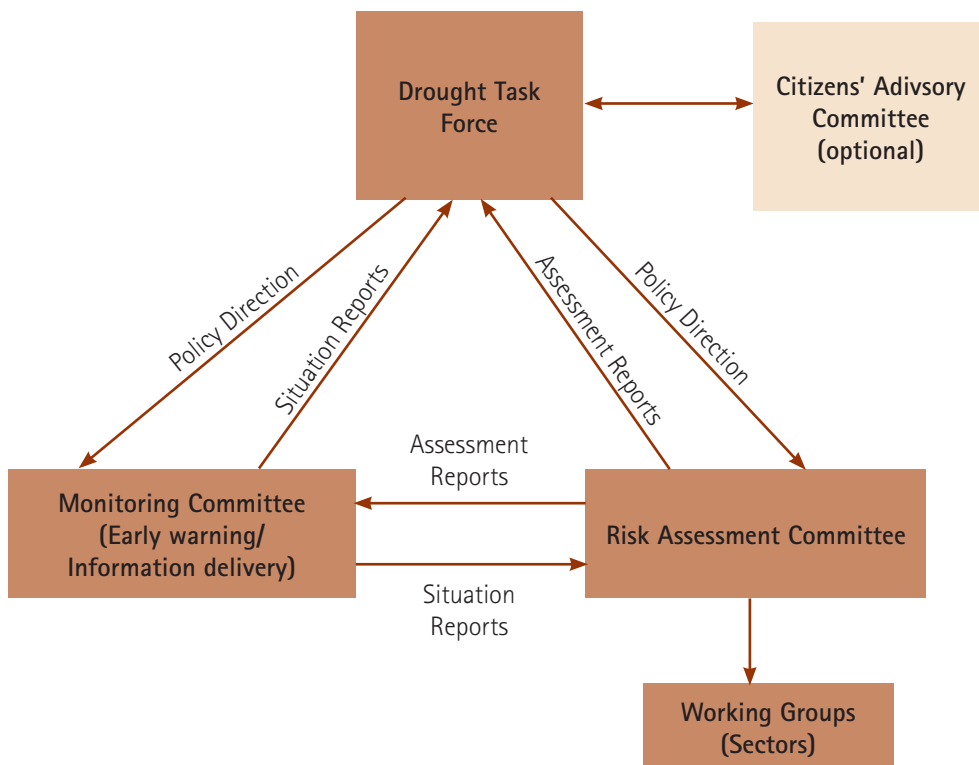 Drought Task
Force
Citizens' Adivsory
Committee
(optional)
Policy Direction
Situation Reports
Assessment Reports
Policy Direction
Assessment
Reports
Monitoring Committee
(Early warning/
Information delivery)
Risk Assessment Committee
Situation
Reports
Working Groups
(Sectors)